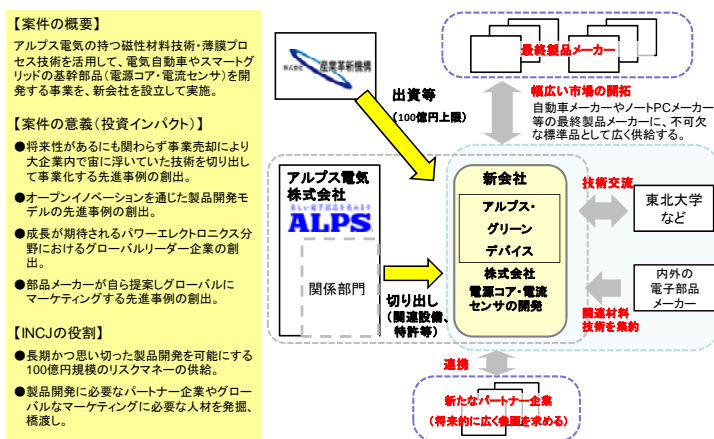 【案件の概要】
アルプス電気の持つ磁性材料技術・薄膜プロ
セス技術を活用して、電気自動車やスマートグ
リッドの基幹部品(電源コア・電流センサ)を開
発する事業を、新会社を設立して実施。
【案件の意義(投資インパクト)】
●将来性があるにも関わらず事業売却により
大企業内で宙に浮いていた技術を切り出し
て事業化する先進事例の創出。
●オープンイノベーションを通じた製品開発モ
デルの先進事例の創出。
●成長が期待されるパワーエレクトロニクス分
野におけるグローバルリーダー企業の創
出。
●部品メーカーが自ら提案しグローバルに
マーケティングする先進事例の創出。
【INCJの役割】
●長期かつ思い切った製品開発を可能にする
100億円規模のリスクマネーの供給。
●製品開発に必要なパートナー企業やグロー
バルなマーケティングに必要な人材を発掘、
橋渡し。
株式会社 産業革新機構
出資等
(100億円上限)
最終製品メーカー
幅広い市場の開拓
自動車メーカーやノートPCメーカー
等の最終製品メーカーに、不可欠
な標準品として広く供給する。
アルプス電気
株式会社
美しい電子部品を究めます
ALPS
関係部門
切り出し
(関連設備、
特許等)
新会社
アルプス・
グリーン
デバイス
株式会社
電源コア・電流
センサの開発
技術交流
東北大学
など
内外の
電子部品
メーカー
関連材料
技術を集約
連携
新たなパートナー企業
(将来的に広く参画を求める)